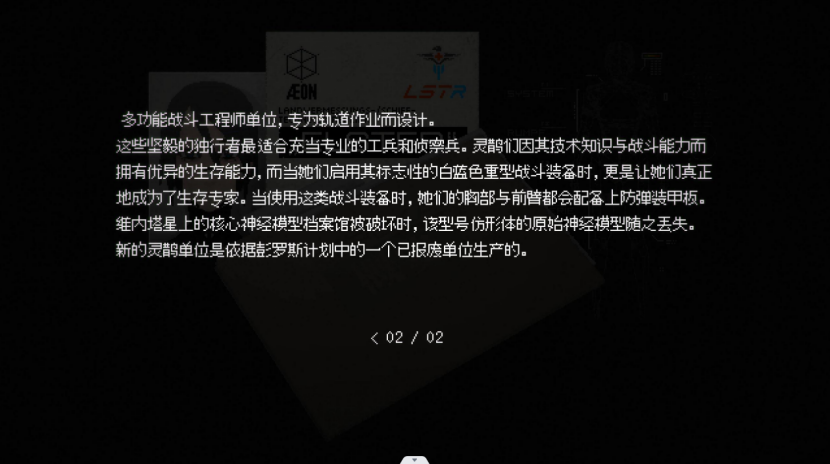 ÆON
LSTR
多功能战斗工程师单位，专为轨道作业而设计。
这些坚毅的独行者最适合充当专业的工兵和侦察兵。灵鹊们因其技术知识与战斗能力而
拥有优异的生存能力，而当她们启用其标志性的白蓝色重型战斗装备时，更是让她们真正
地成为了生存专家。当使用这类战斗装备时，她们的胸部与前臂都会配备上防弹装甲板。
维内塔星上的核心神经模型档案馆被破坏时，该型号仿形体的原始神经模型随之丢失。
新的灵鹊单位是依据彭罗斯计划中的一个已报废单位生产的。
< 02 / 02